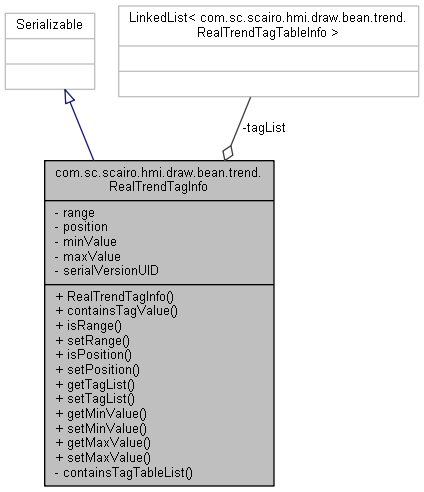 Serializable
LinkedList< com.sc.scairo.hmi.draw.bean.trend.
RealTrendTagTableInfo >
-tagList
com.sc.scairo.hmi.draw.bean.trend.
RealTrendTagInfo
- range
- position
- minValue
- maxValue
- serialVersionUID
+ RealTrendTagInfo()
+ containsTagValue()
+ isRange()
+ setRange()
+ isPosition()
+ setPosition()
+ getTagList()
+ setTagList()
+ getMinValue()
+ setMinValue()
+ getMaxValue()
+ setMaxValue()
- containsTagTableList()